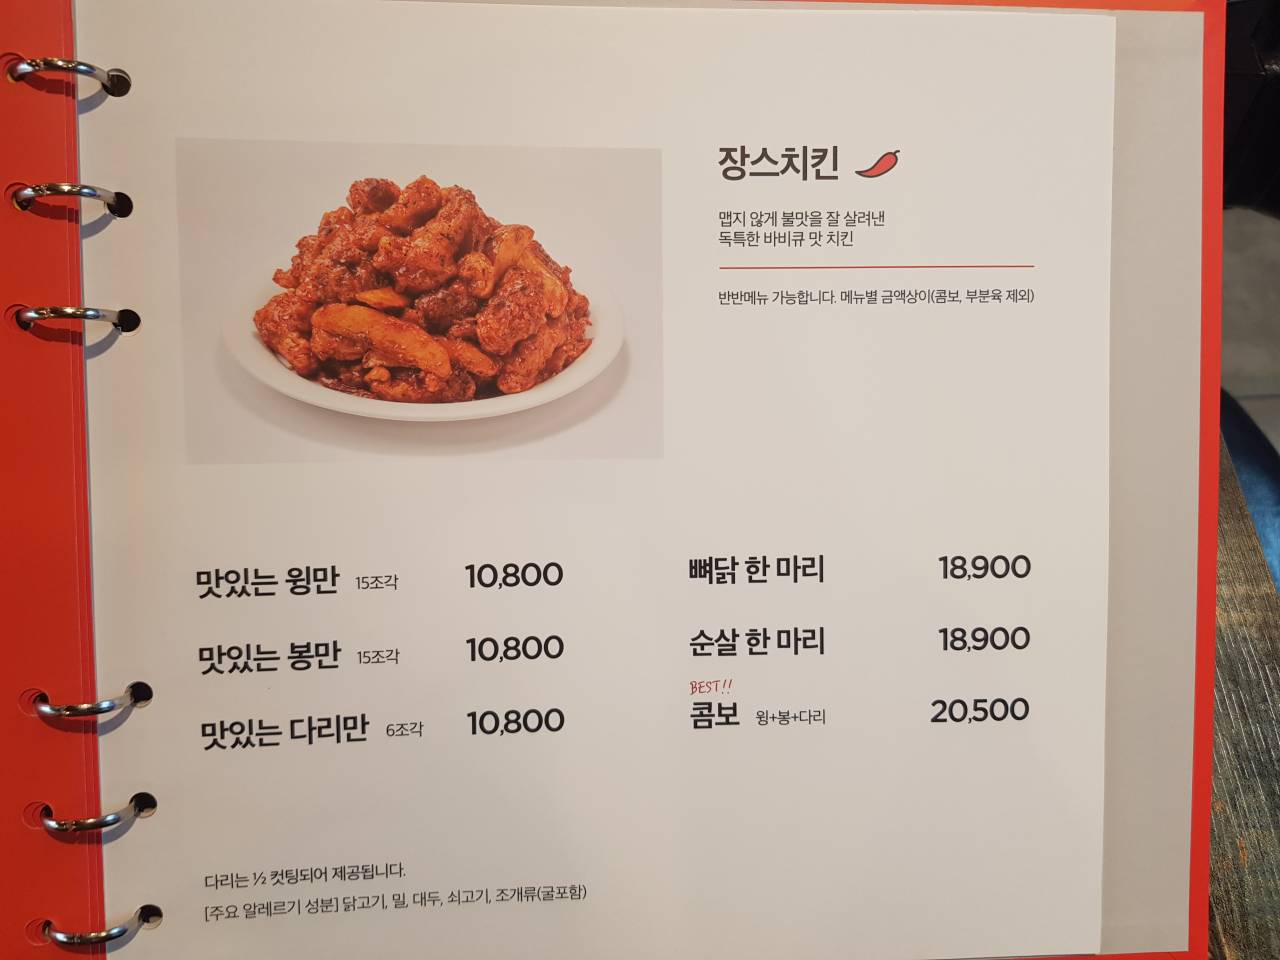 장스치킨
맵지 않게 불맛을 잘 살려낸
독특한 바비큐 맛 치킨
반반메뉴 가능합니다. 메뉴별 금액상이(콤보, 부분육 제외)
맛있는 윙만 15조각 10,800
맛있는 봉만 15조각 10,800
맛있는 다리만 6조각 10,800
뼈닭 한 마리 18,900
순살 한 마리 18,900
BEST!!
콤보 윙+봉+다리 20,500
다리는 ½ 컷팅되어 제공됩니다.
[주요 알레르기 성분] 닭고기, 밀, 대두, 쇠고기, 조개류(굴포함)